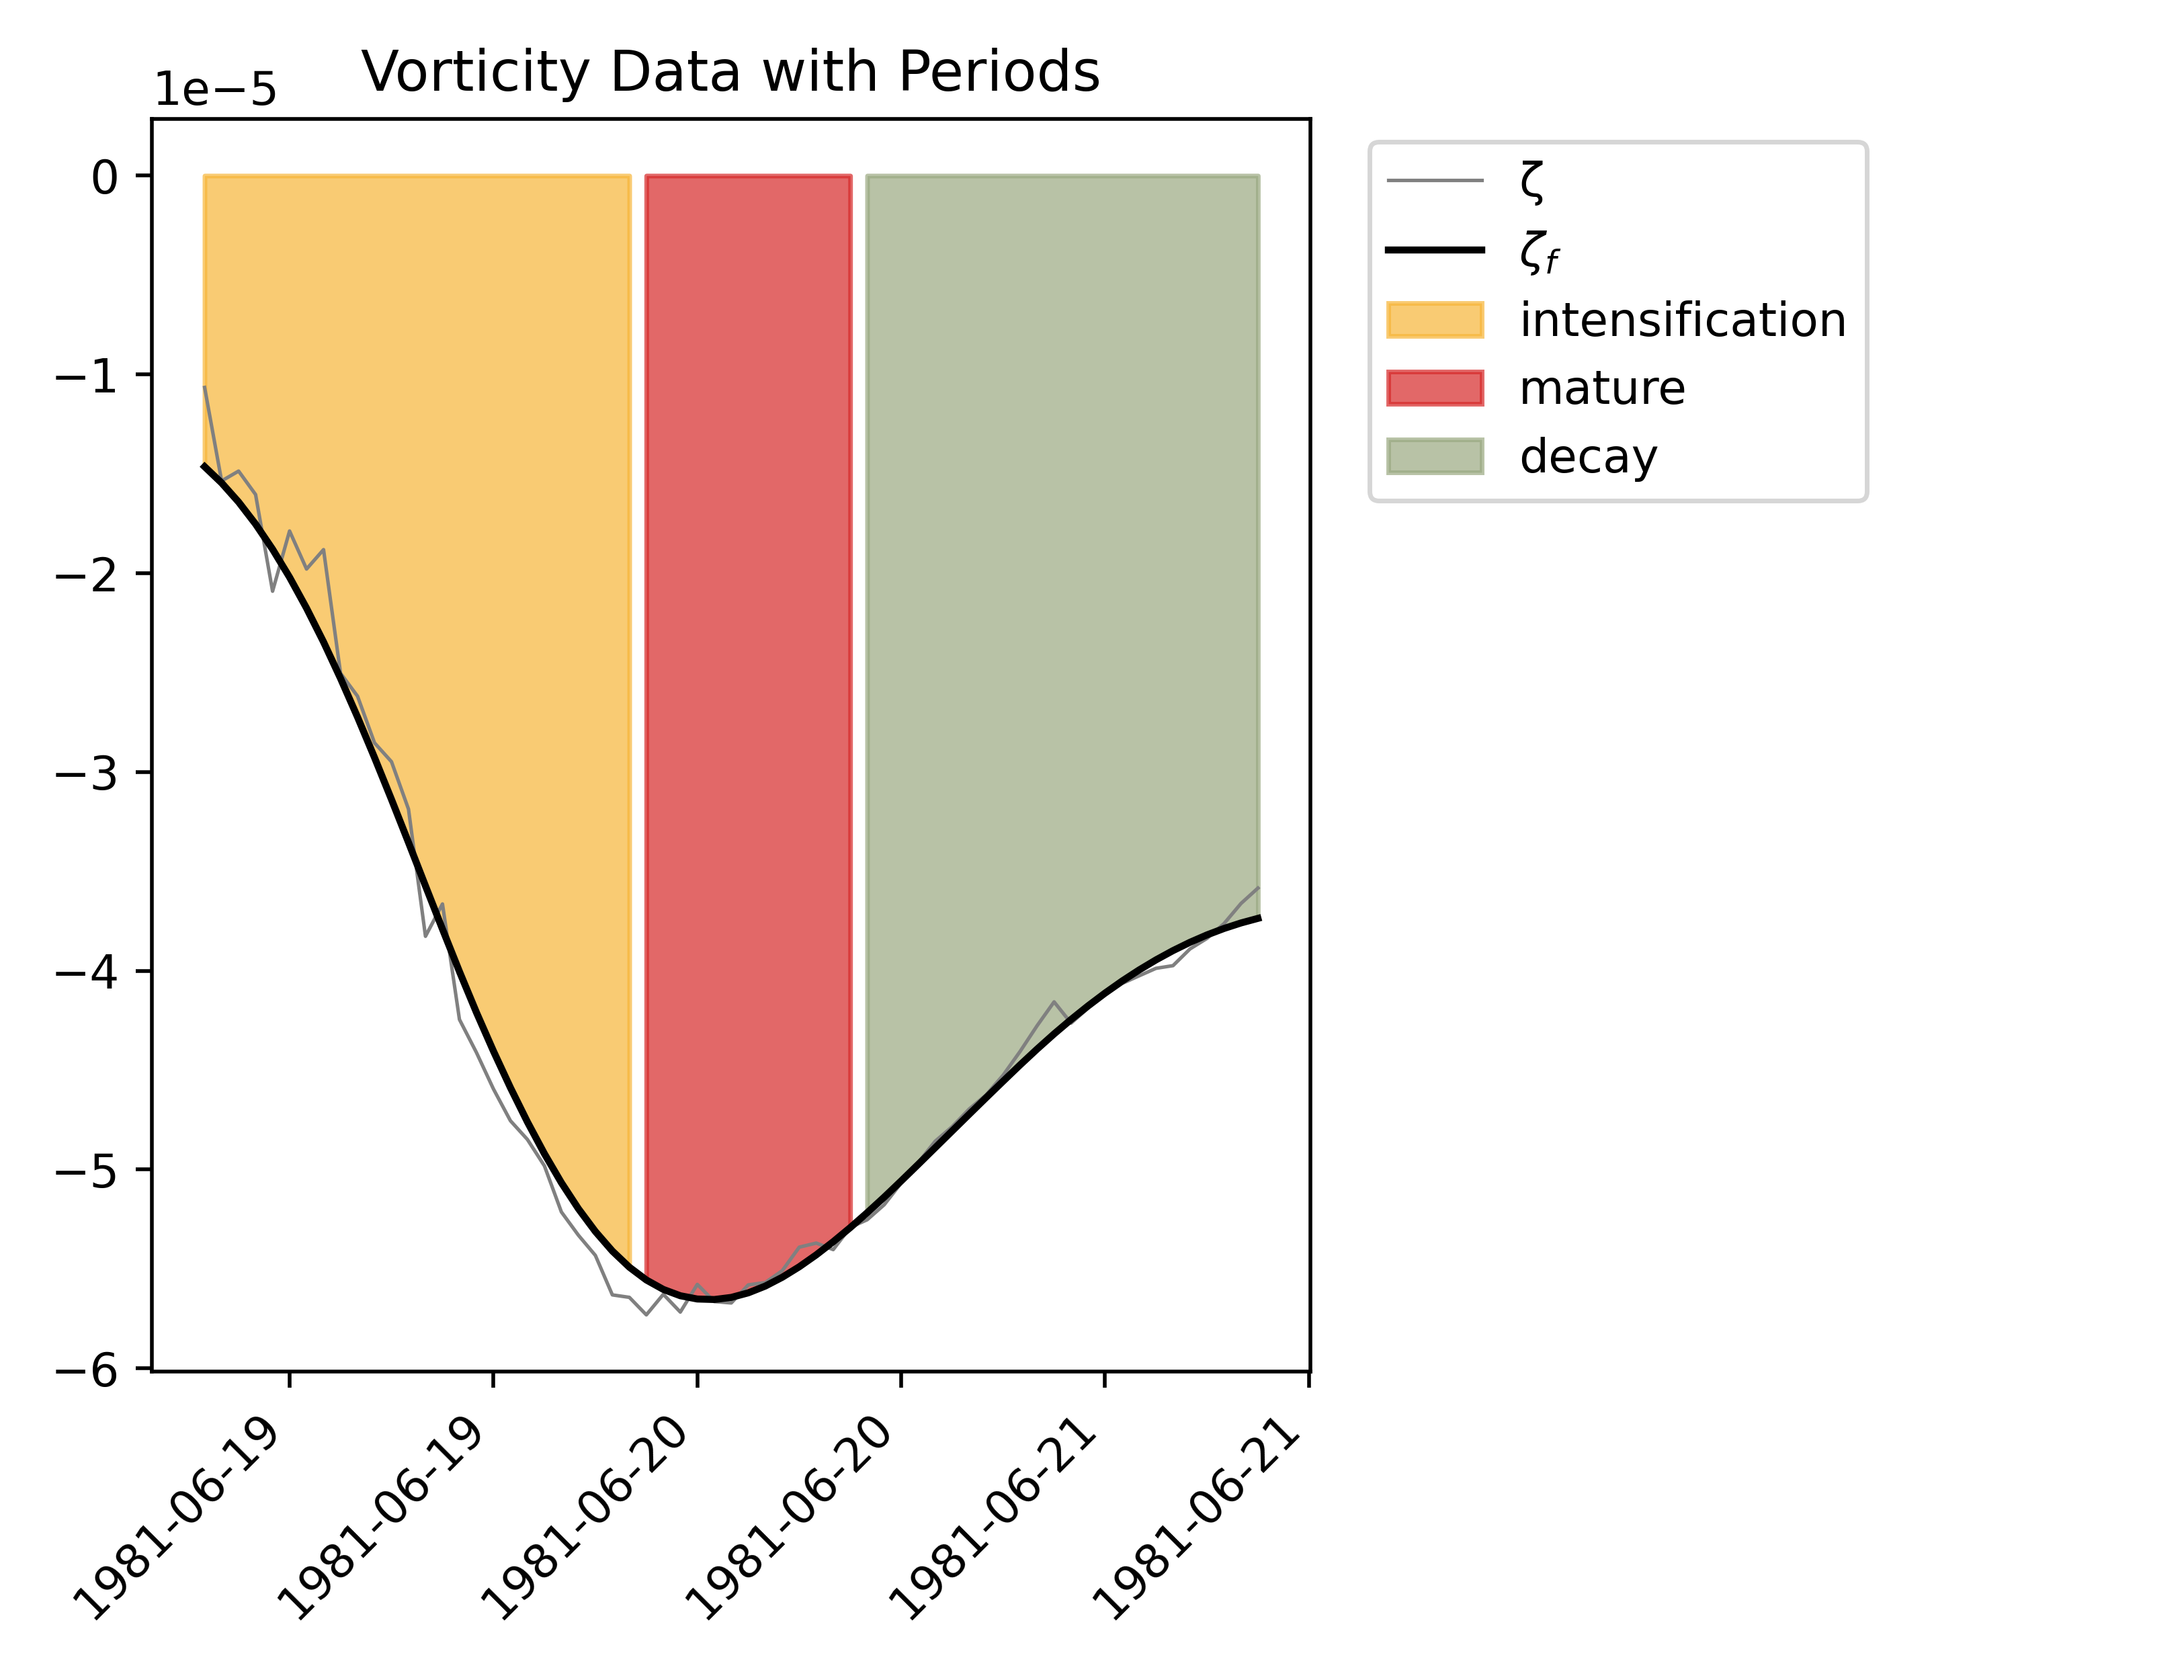 Vorticity Data with Periods
1e−5
0
−1
−2
−3
−4
−5
−6
1981-06-19
1981-06-19
1981-06-20
1981-06-20
1981-06-21
1981-06-21
ζ
ζf
intensification
mature
decay